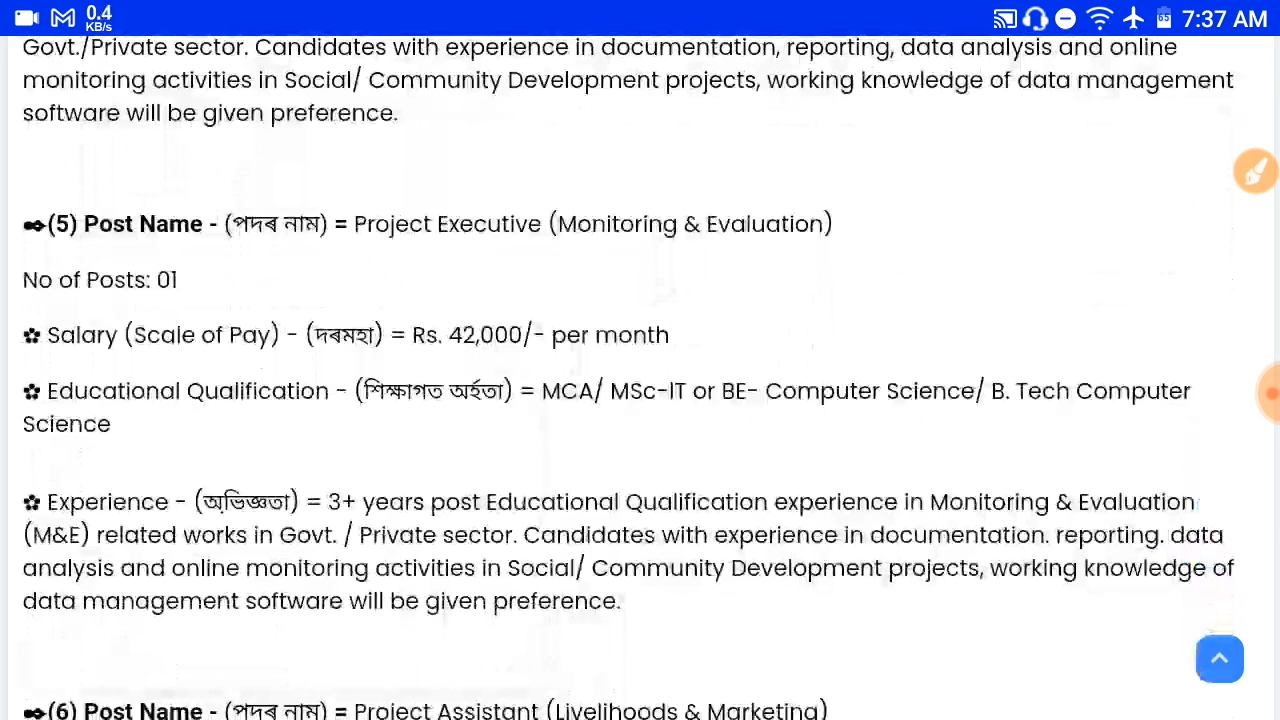 0.4
KB/s
65
7:37 AM
Govt./Private sector. Candidates with experience in documentation, reporting, data analysis and online
monitoring activities in Social/ Community Development projects, working knowledge of data management
software will be given preference.
➨(5) Post Name - (পদৰ নাম) = Project Executive (Monitoring & Evaluation)
No of Posts: 01
✿ Salary (Scale of Pay) - (দৰমহা) = Rs. 42,000/- per month
✿ Educational Qualification - (শিক্ষাগত অৰ্হতা) = MCA/ MSc-IT or BE- Computer Science/ B. Tech Computer
Science
✿ Experience - (অভিজ্ঞতা) = 3+ years post Educational Qualification experience in Monitoring & Evaluation
(M&E) related works in Govt. / Private sector. Candidates with experience in documentation. reporting. data
analysis and online monitoring activities in Social/ Community Development projects, working knowledge of
data management software will be given preference.
➨(6) Post Name - (পদৰ নাম) = Project Assistant (Livelihoods & Marketing)